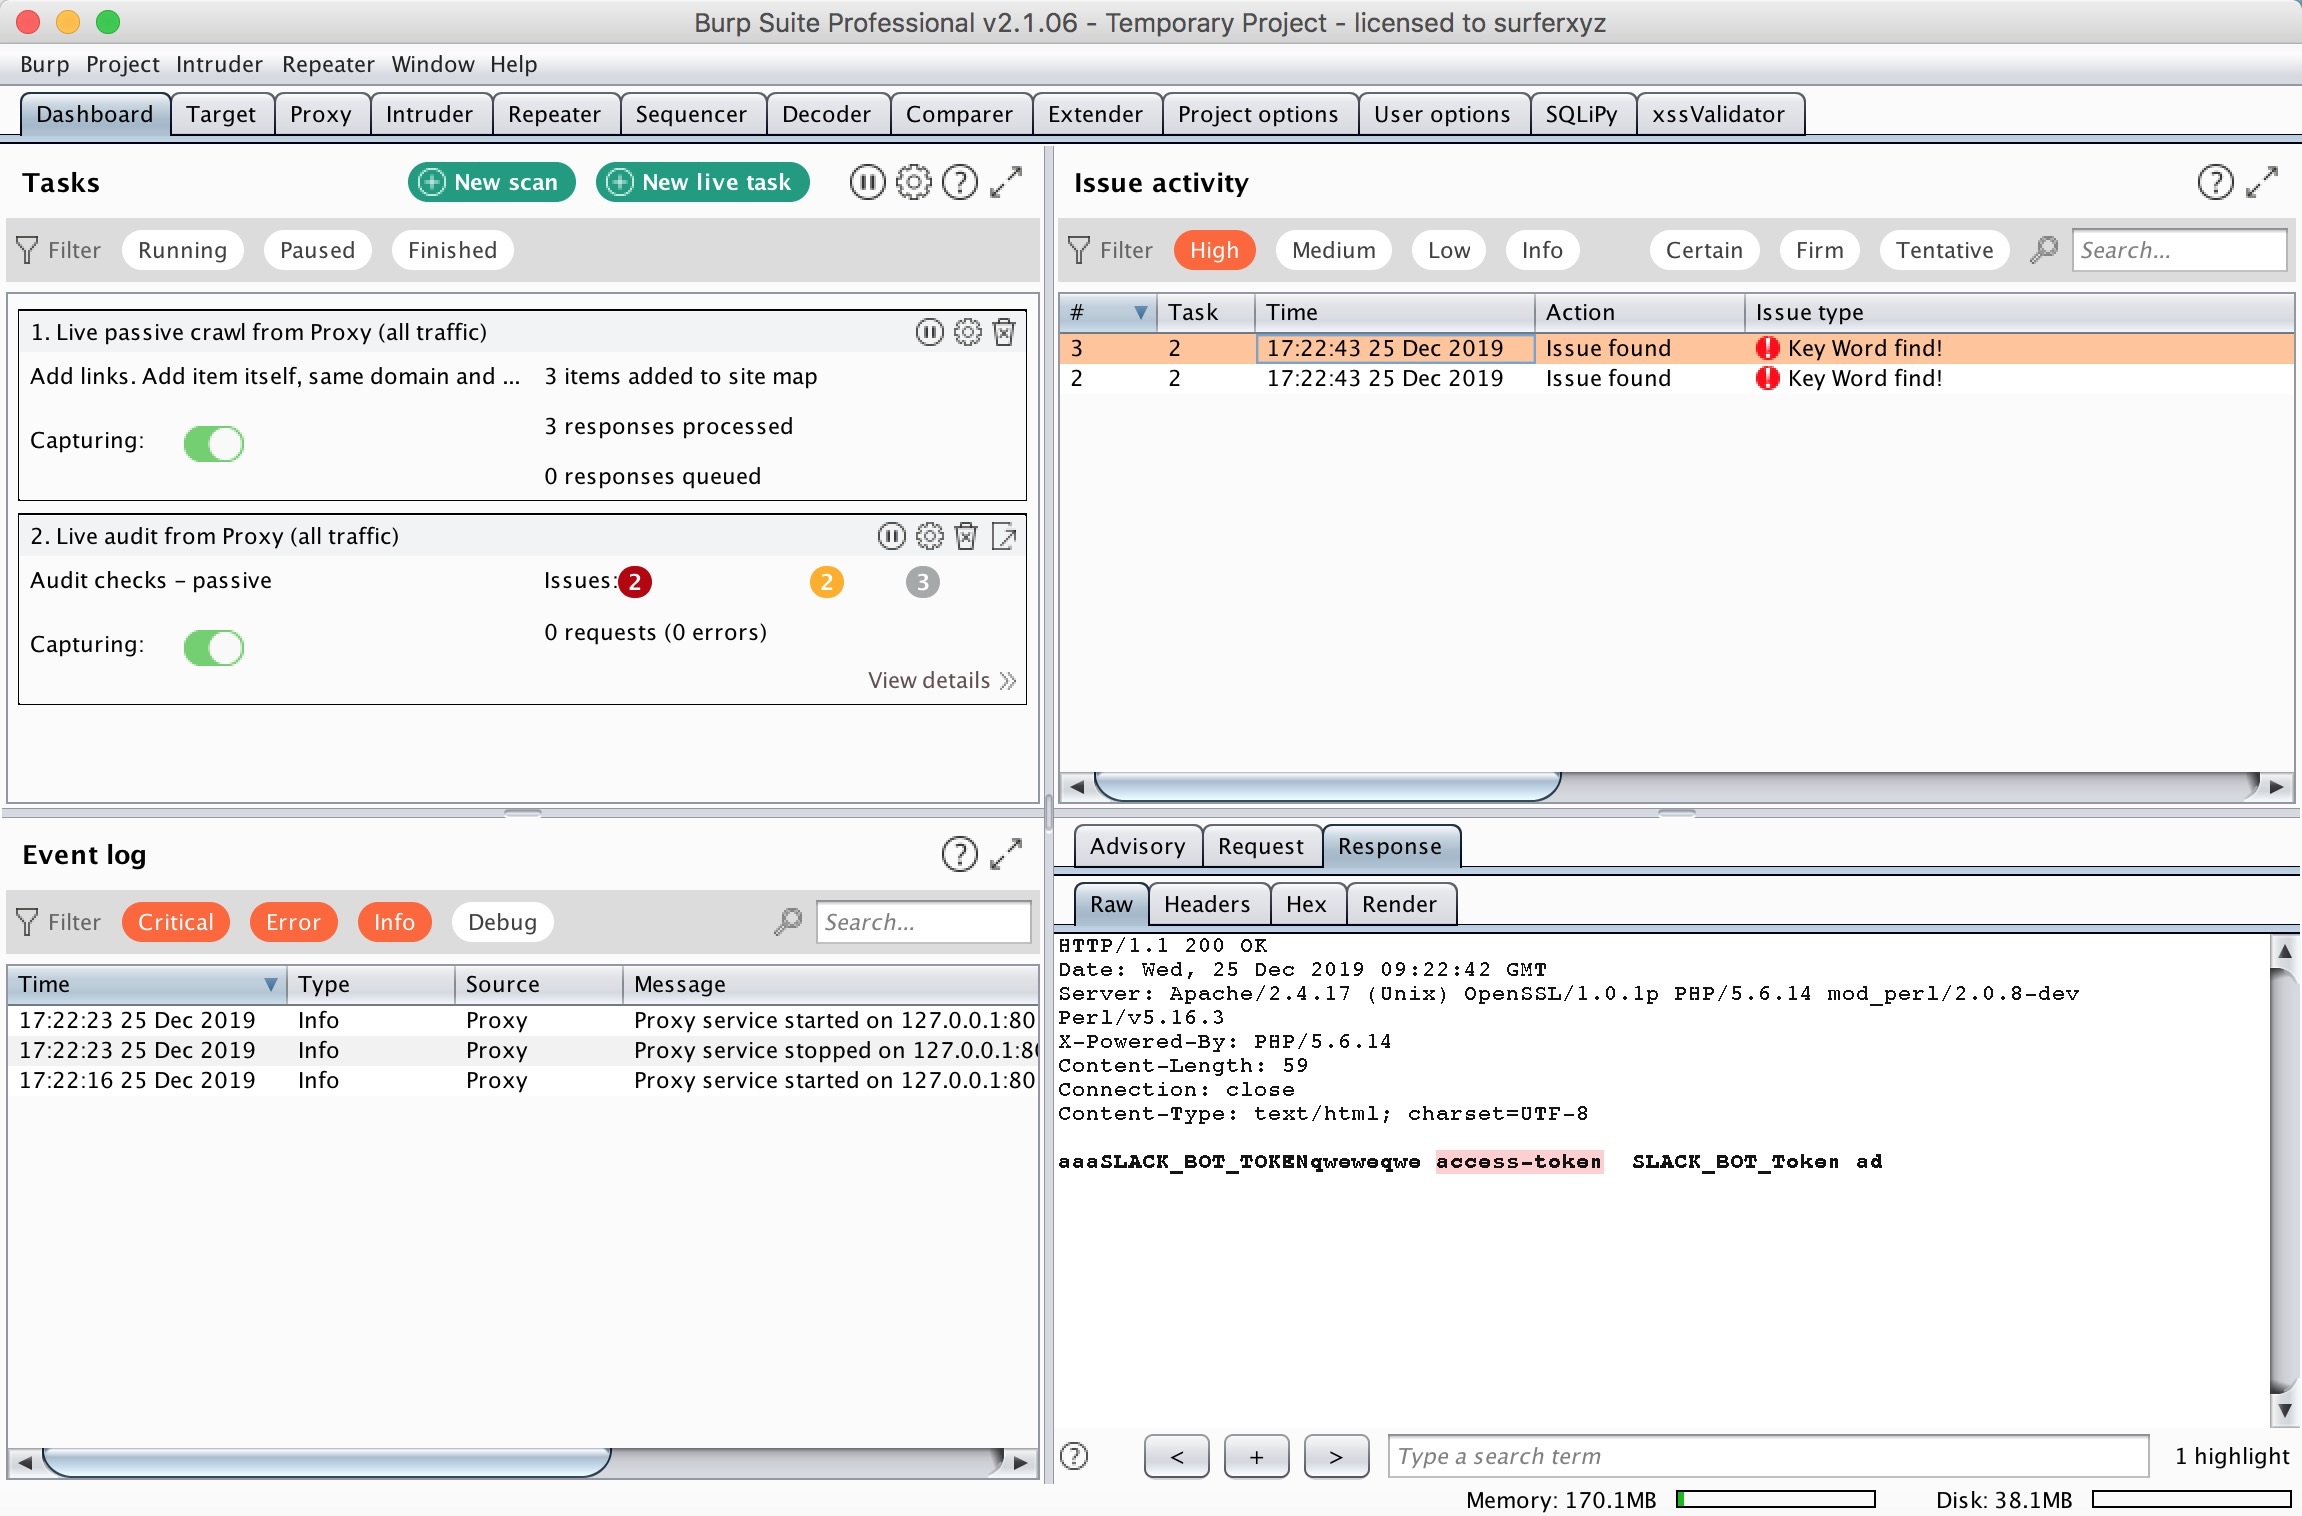 Burp Suite Professional v2.1.06 - Temporary Project - licensed to surferxyz
Burp Project Intruder Repeater Window Help
Dashboard Target Proxy Intruder Repeater Sequencer Decoder Comparer Extender Project options User options SQLiPy xssValidator
Tasks New scan New live task
Filter Running Paused Finished
1. Live passive crawl from Proxy (all traffic)
Add links. Add item itself, same domain and ... 3 items added to site map
3 responses processed
Capturing:
0 responses queued
2. Live audit from Proxy (all traffic)
Audit checks - passive Issues: 2 2 3
0 requests (0 errors)
Capturing:
View details
Issue activity
Filter High Medium Low Info Certain Firm Tentative Search...
# Task Time Action Issue type
3 2 17:22:43 25 Dec 2019 Issue found Key Word find!
2 2 17:22:43 25 Dec 2019 Issue found Key Word find!
Event log
Filter Critical Error Info Debug Search...
Time Type Source Message
17:22:23 25 Dec 2019 Info Proxy Proxy service started on 127.0.0.1:80
17:22:23 25 Dec 2019 Info Proxy Proxy service stopped on 127.0.0.1:80
17:22:16 25 Dec 2019 Info Proxy Proxy service started on 127.0.0.1:80
Advisory Request Response
Raw Headers Hex Render
HTTP/1.1 200 OK
Date: Wed, 25 Dec 2019 09:22:42 GMT
Server: Apache/2.4.17 (Unix) OpenSSL/1.0.1p PHP/5.6.14 mod_perl/2.0.8-dev
Perl/v5.16.3
X-Powered-By: PHP/5.6.14
Content-Length: 59
Connection: close
Content-Type: text/html; charset=UTF-8
aaaSLACK_BOT_TOKENqweweqwe access-token SLACK_BOT_Token ad
< + > Type a search term 1 highlight
Memory: 170.1MB Disk: 38.1MB